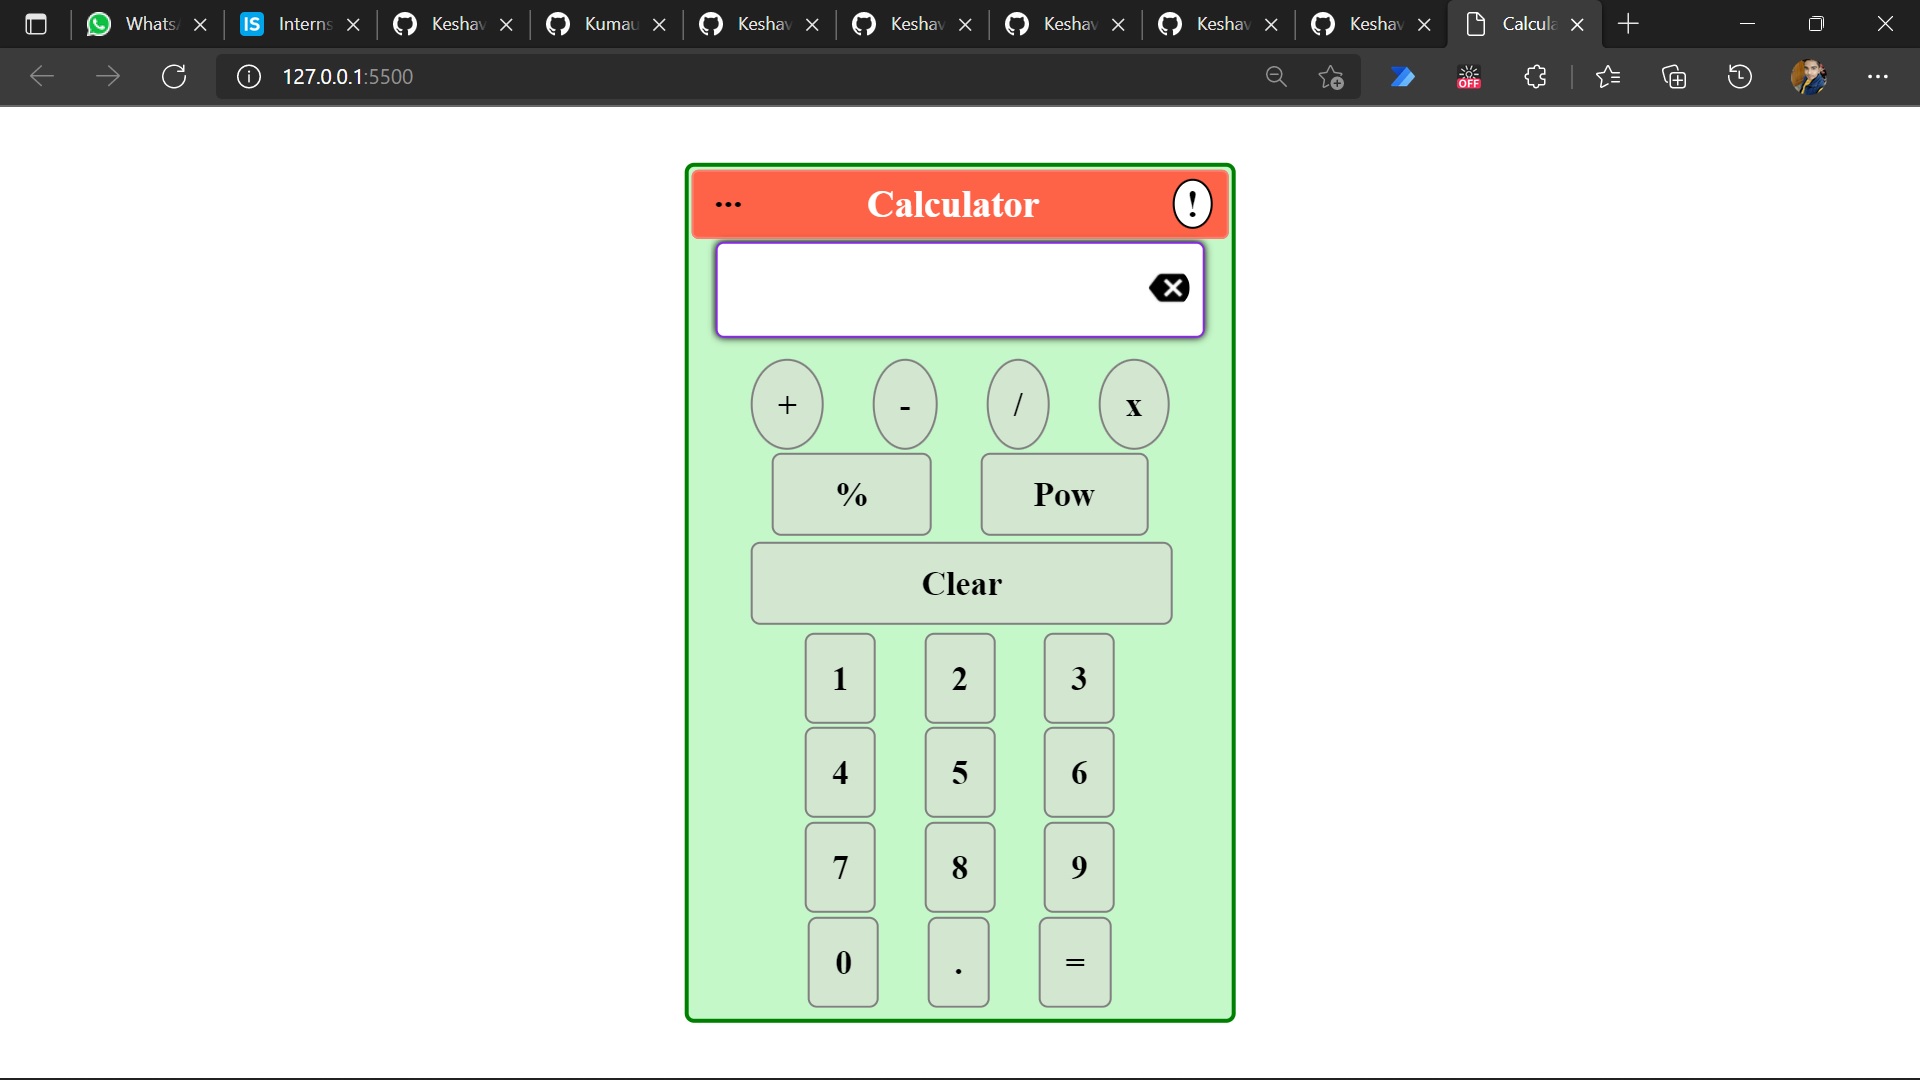 Whats
IS Interns Keshav Kumau Keshav Keshav Keshav Keshav Keshav Calcula
127.0.0.1:5500
OFF
... Calculator !
+ - / x
% Pow
Clear
1 2 3
4 5 6
7 8 9
0 . =